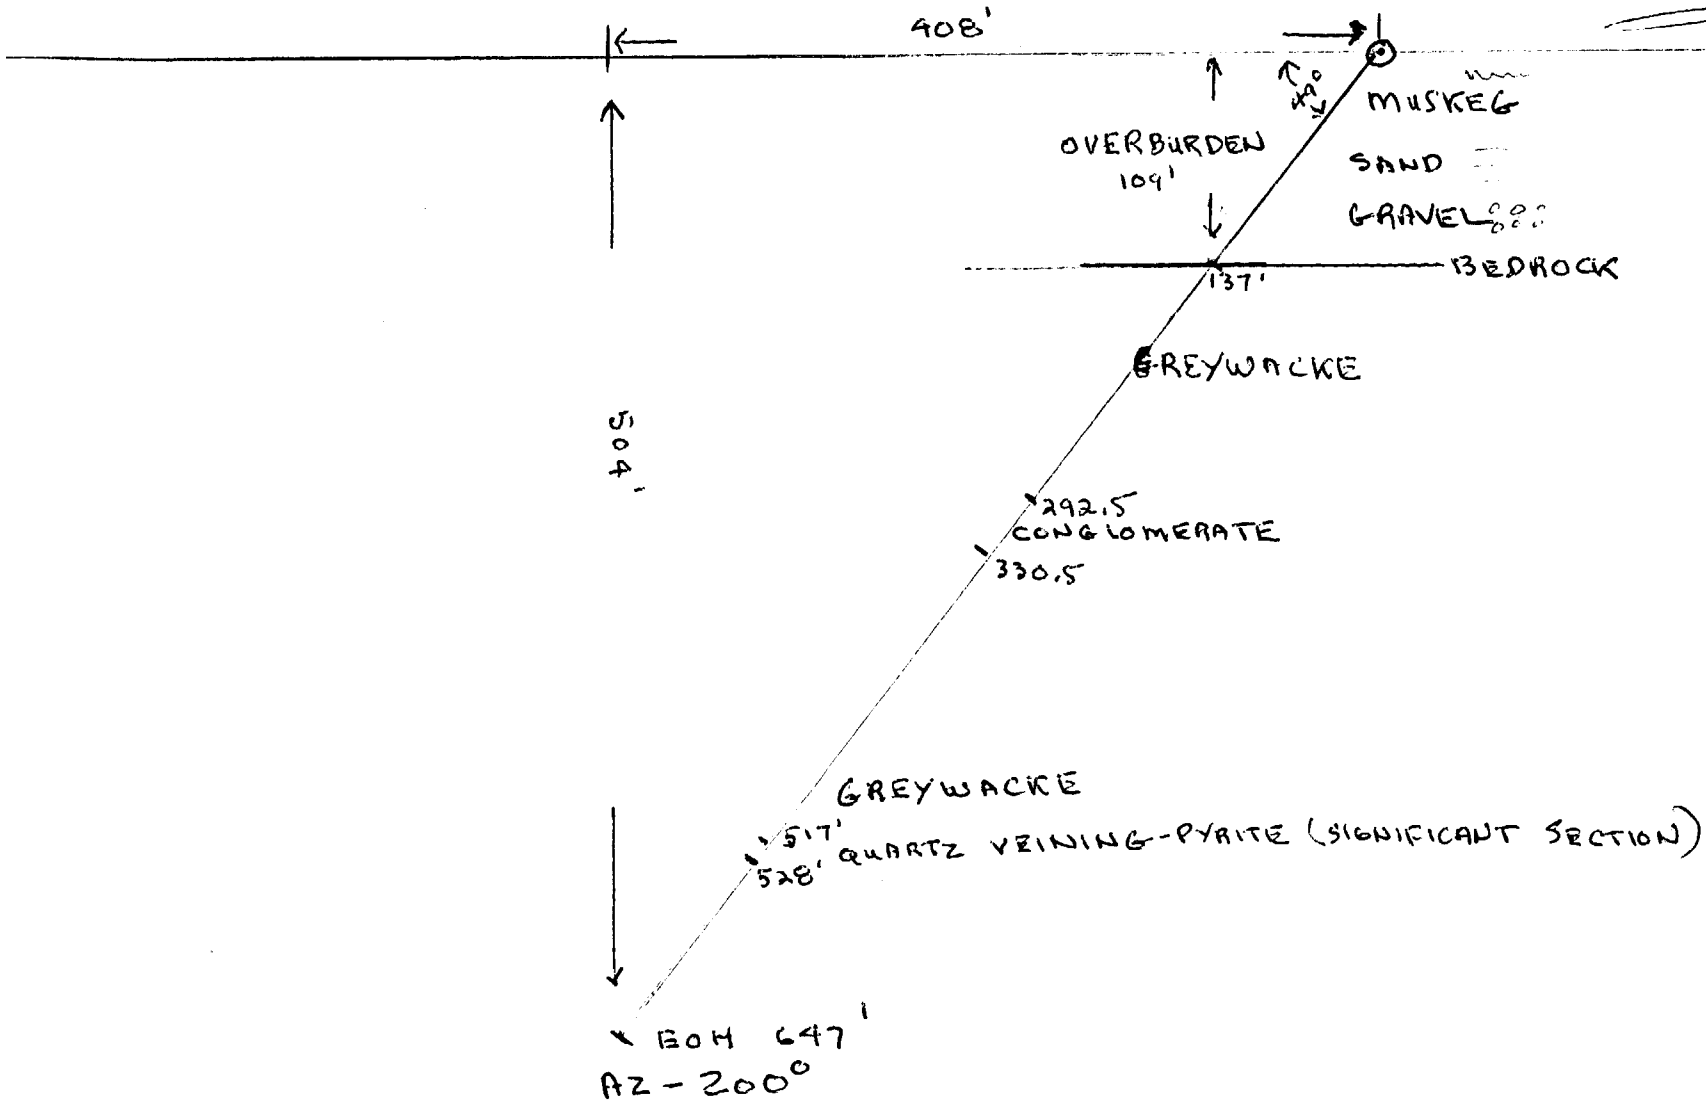 408'
49°
MUSKEG
OVERBURDEN
109'
SAND
GRAVEL
BEDROCK
137'
GREYWACKE
504'
292.5
CONGLOMERATE
330.5
GREYWACKE
517'
QUARTZ VEINING-PYRITE (SIGNIFICANT SECTION)
528'
EOH 647'
AZ - 200°